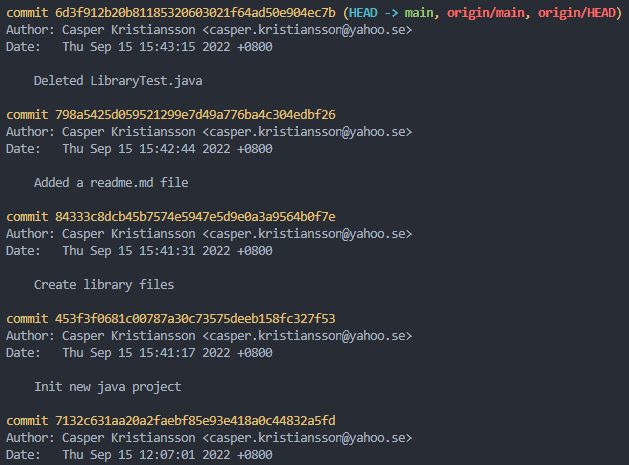 commit 6d3f912b20b81185320603021f64ad50e904ec7b (HEAD -> main, origin/main, origin/HEAD)
Author: Casper Kristiansson <casper.kristiansson@yahoo.se>
Date:   Thu Sep 15 15:43:15 2022 +0800
Deleted LibraryTest.java
commit 798a5425d059521299e7d49a776ba4c304edbf26
Author: Casper Kristiansson <casper.kristiansson@yahoo.se>
Date:   Thu Sep 15 15:42:44 2022 +0800
Added a readme.md file
commit 84333c8dcb45b7574e5947e5d9e0a3a9564b0f7e
Author: Casper Kristiansson <casper.kristiansson@yahoo.se>
Date:   Thu Sep 15 15:41:31 2022 +0800
Create library files
commit 453f3f0681c00787a30c73575deeb158fc327f53
Author: Casper Kristiansson <casper.kristiansson@yahoo.se>
Date:   Thu Sep 15 15:41:17 2022 +0800
Init new java project
commit 7132c631aa20a2faebf85e93e418a0c44832a5fd
Author: Casper Kristiansson <casper.kristiansson@yahoo.se>
Date:   Thu Sep 15 12:07:01 2022 +0800